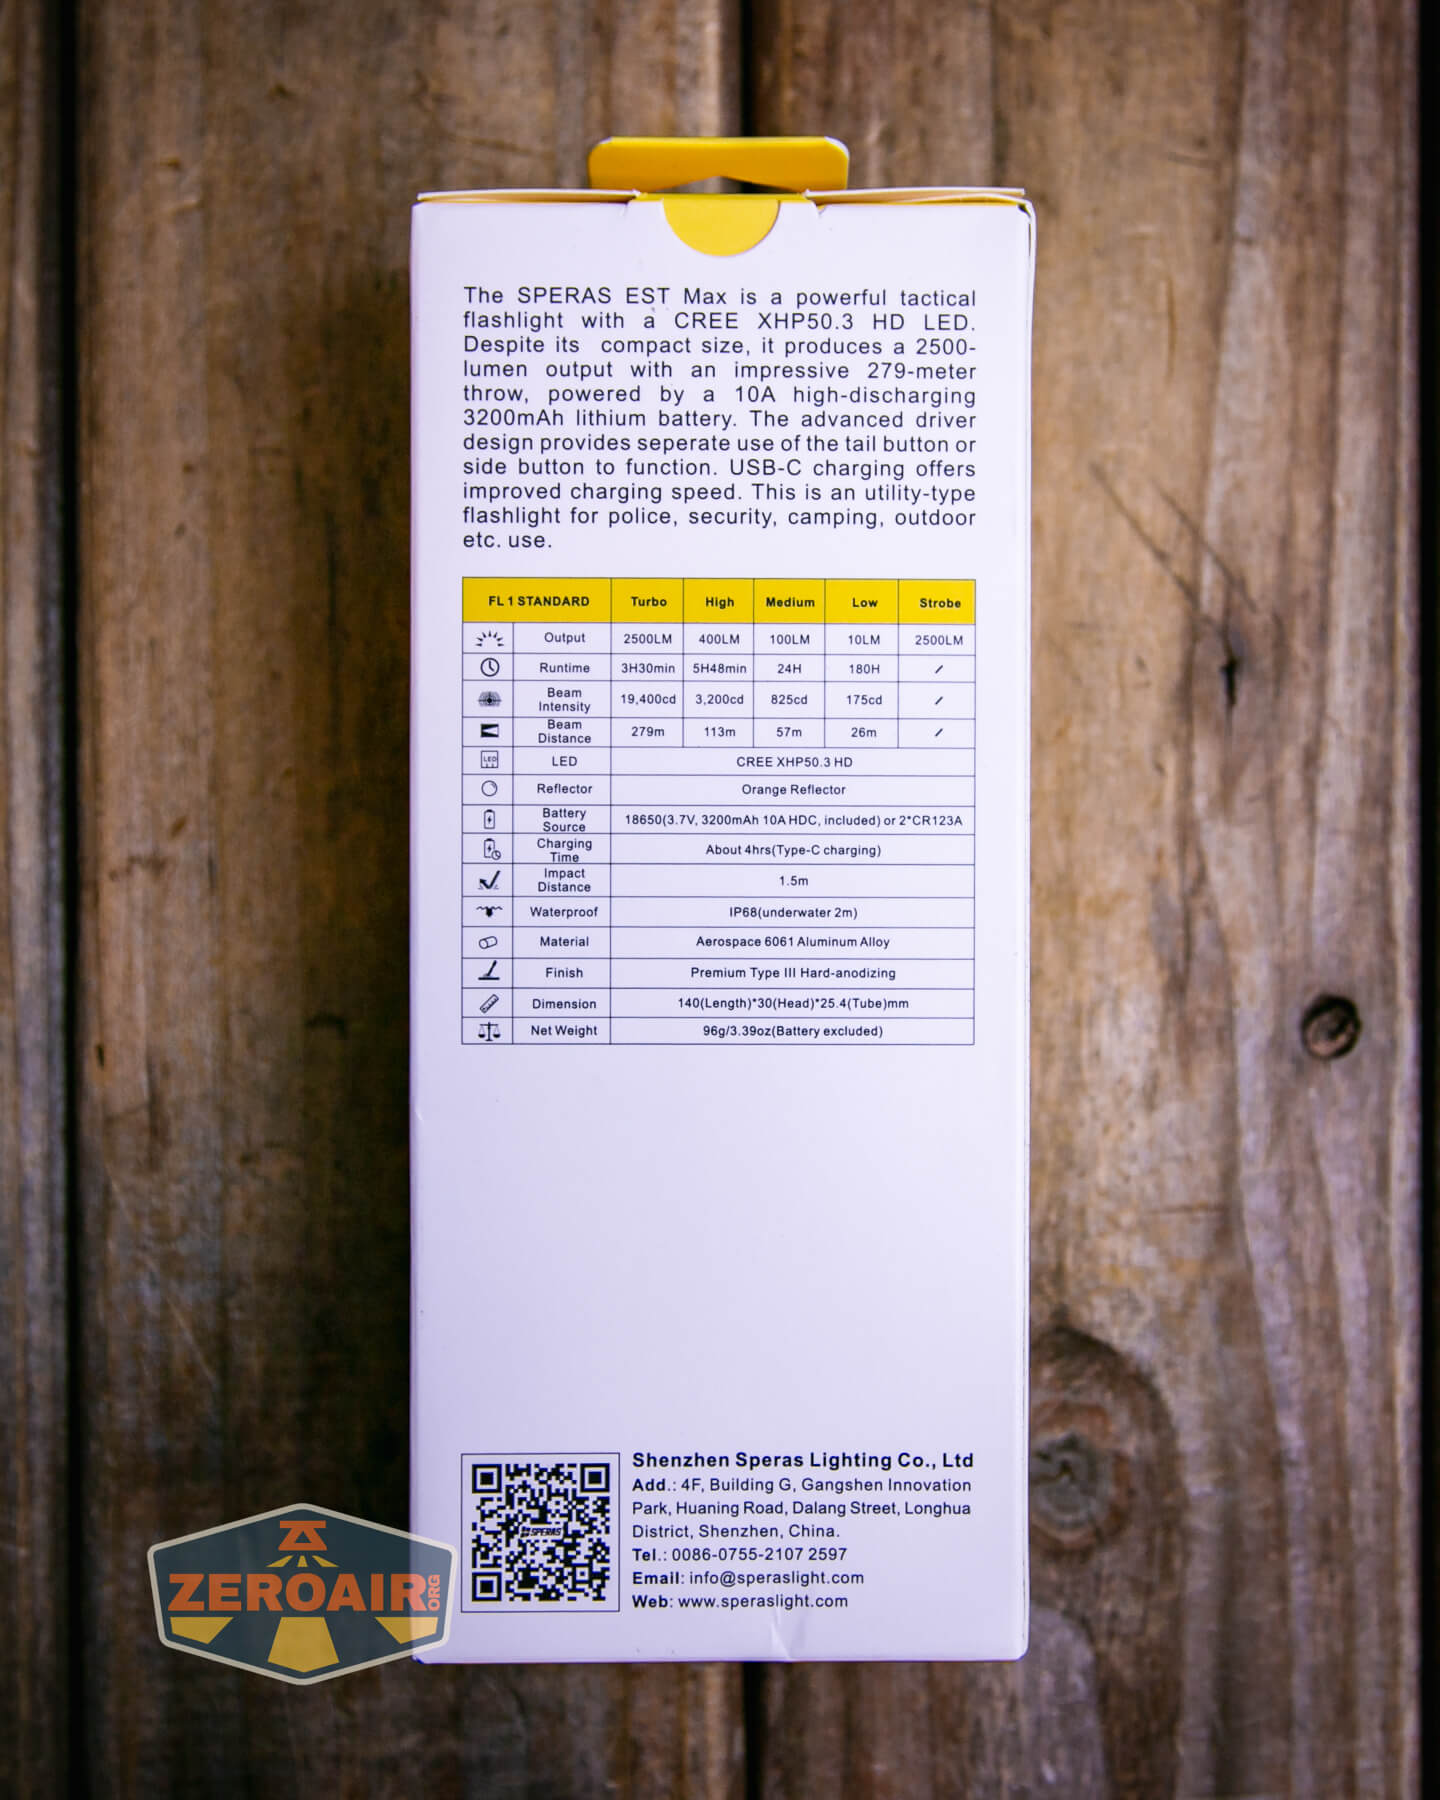 The SPERAS EST Max is a powerful tactical
flashlight with a CREE XHP50.3 HD LED.
Despite its compact size, it produces a 2500-
lumen output with an impressive 279-meter
throw, powered by a 10A high-discharging
3200mAh lithium battery. The advanced driver
design provides seperate use of the tail button or
side button to function. USB-C charging offers
improved charging speed. This is an utility-type
flashlight for police, security, camping, outdoor
etc. use.
FL 1 STANDARD Turbo High Medium Low Strobe
Output 2500LM 400LM 100LM 10LM 2500LM
Runtime 3H30min 5H48min 24H 180H /
Beam Intensity 19,400cd 3,200cd 825cd 175cd /
Beam Distance 279m 113m 57m 26m /
LED LED CREE XHP50.3 HD
Reflector Orange Reflector
Battery Source 18650(3.7V, 3200mAh 10A HDC, included) or 2*CR123A
Charging Time About 4hrs(Type-C charging)
Impact Distance 1.5m
Waterproof IP68(underwater 2m)
Material Aerospace 6061 Aluminum Alloy
Finish Premium Type III Hard-anodizing
Dimension 140(Length)*30(Head)*25.4(Tube)mm
Net Weight 96g/3.39oz(Battery excluded)
SPERAS
Shenzhen Speras Lighting Co., Ltd
Add.: 4F, Building G, Gangshen Innovation
Park, Huaning Road, Dalang Street, Longhua
District, Shenzhen, China.
Tel.: 0086-0755-2107 2597
Email: info@speraslight.com
Web: www.speraslight.com
ZEROAIR.ORG